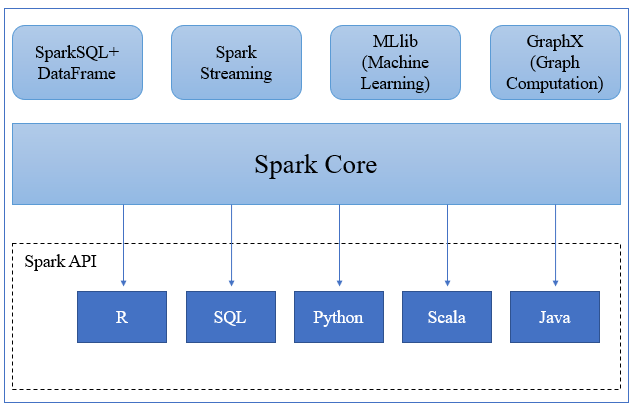 SparkSQL+
DataFrame
Spark
Streaming
MLlib
(Machine
Learning)
GraphX
(Graph
Computation)
Spark Core
Spark API
R
SQL
Python
Scala
Java